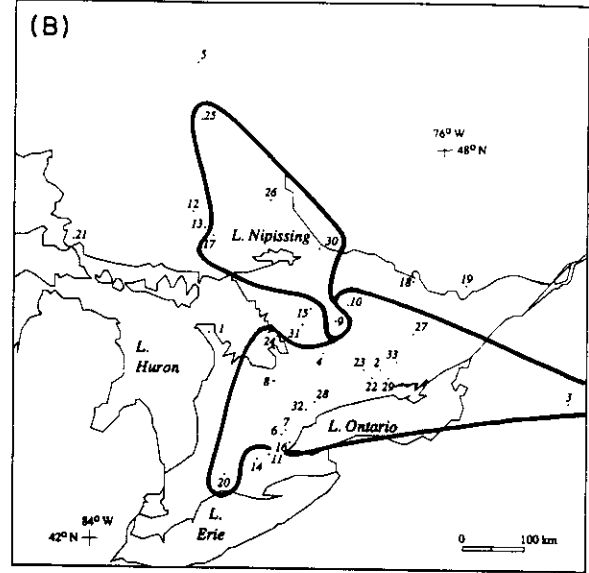 (B)
5
25
76° W
48° N
26
12
13
17
21
L. Nipissing
30
18
19
10
15
9
1
31
24
27
L.
Huron
4
23
2
33
8
22
29
3
32
28
7
6
L. Ontario
16
11
14
20
L.
Erie
84° W
42° N
0
100 km